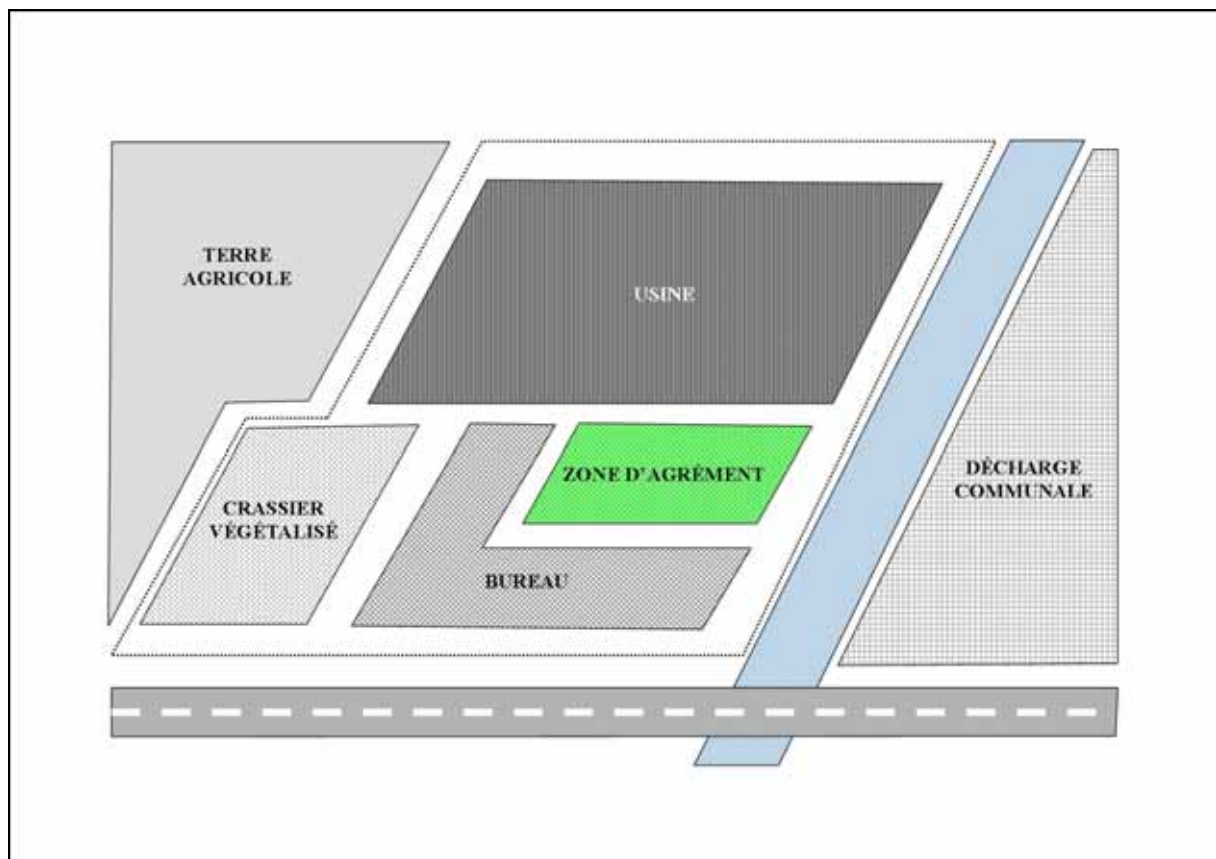 TERRE
AGRICOLE
USINE
ZONE D'AGRÉMENT
DÉCHARGE
COMMUNALE
CRASSIER
VÉGÉTALISÉ
BUREAU